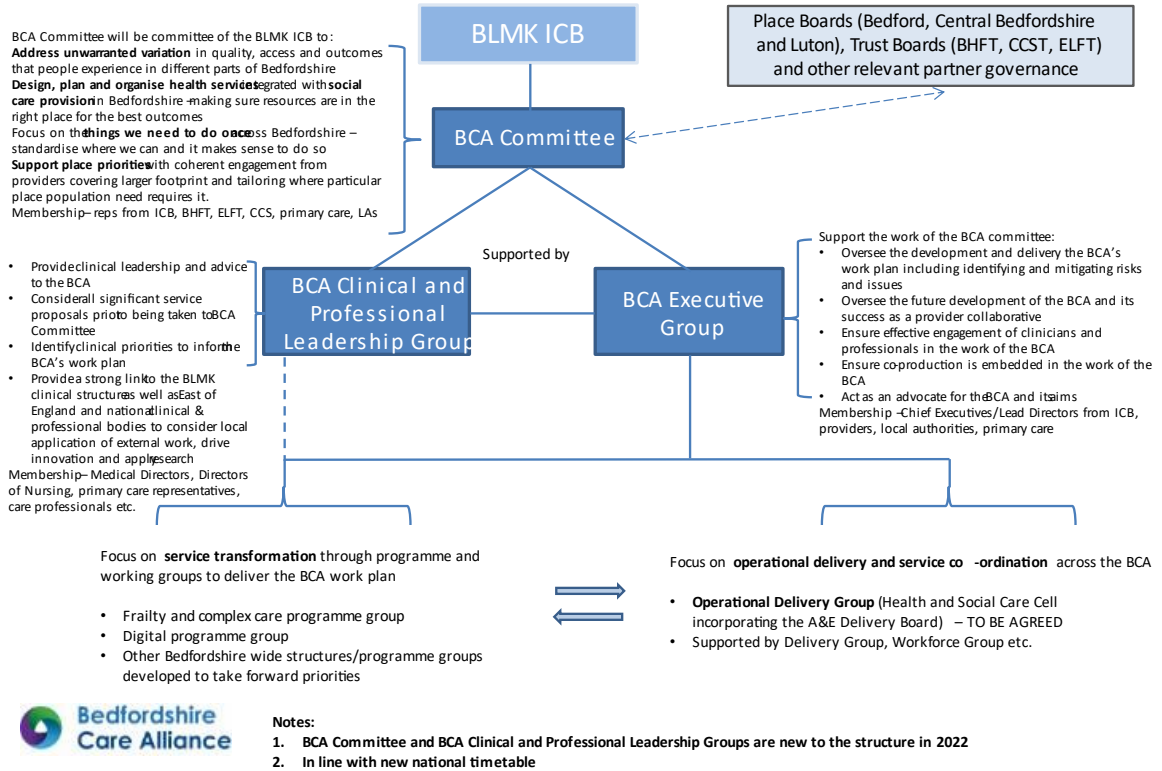 BLMK ICB
Place Boards (Bedford, Central Bedfordshire
and Luton), Trust Boards (BHFT, CCST, ELFT)
and other relevant partner governance
BCA Committee will be committee of the BLMK ICB to:
Address unwarranted variation in quality, access and outcomes
that people experience in different parts of Bedfordshire
Design, plan and organise health services integrated with social
care provision in Bedfordshire – making sure resources are in the
right place for the best outcomes
Focus on the things we need to do once across Bedfordshire –
standardise where we can and it makes sense to do so
Support place priorities with coherent engagement from
providers covering larger footprint and tailoring where particular
place population need requires it.
Membership – reps from ICB, BHFT, ELFT, CCS, primary care, LAs
BCA Committee
Supported by
• Provide clinical leadership and advice
to the BCA
• Consider all significant service
proposals prior to being taken to BCA
Committee
• Identify clinical priorities to inform the
BCA's work plan
• Provide a strong link to the BLMK
clinical structure as well as East of
England and national clinical &
professional bodies to consider local
application of external work, drive
innovation and apply research
Membership – Medical Directors, Directors
of Nursing, primary care representatives,
care professionals etc.
BCA Clinical and
Professional
Leadership Group
BCA Executive
Group
Support the work of the BCA committee:
• Oversee the development and delivery the BCA's
work plan including identifying and mitigating risks
and issues
• Oversee the future development of the BCA and its
success as a provider collaborative
• Ensure effective engagement of clinicians and
professionals in the work of the BCA
• Ensure co-production is embedded in the work of the
BCA
• Act as an advocate for the BCA and its aims
Membership – Chief Executives/Lead Directors from ICB,
providers, local authorities, primary care
Focus on service transformation through programme and
working groups to deliver the BCA work plan
• Frailty and complex care programme group
• Digital programme group
• Other Bedfordshire wide structures/programme groups
developed to take forward priorities
Focus on operational delivery and service co -ordination across the BCA
• Operational Delivery Group (Health and Social Care Cell
incorporating the A&E Delivery Board) – TO BE AGREED
• Supported by Delivery Group, Workforce Group etc.
Bedfordshire
Care Alliance
Notes:
1. BCA Committee and BCA Clinical and Professional Leadership Groups are new to the structure in 2022
2. In line with new national timetable